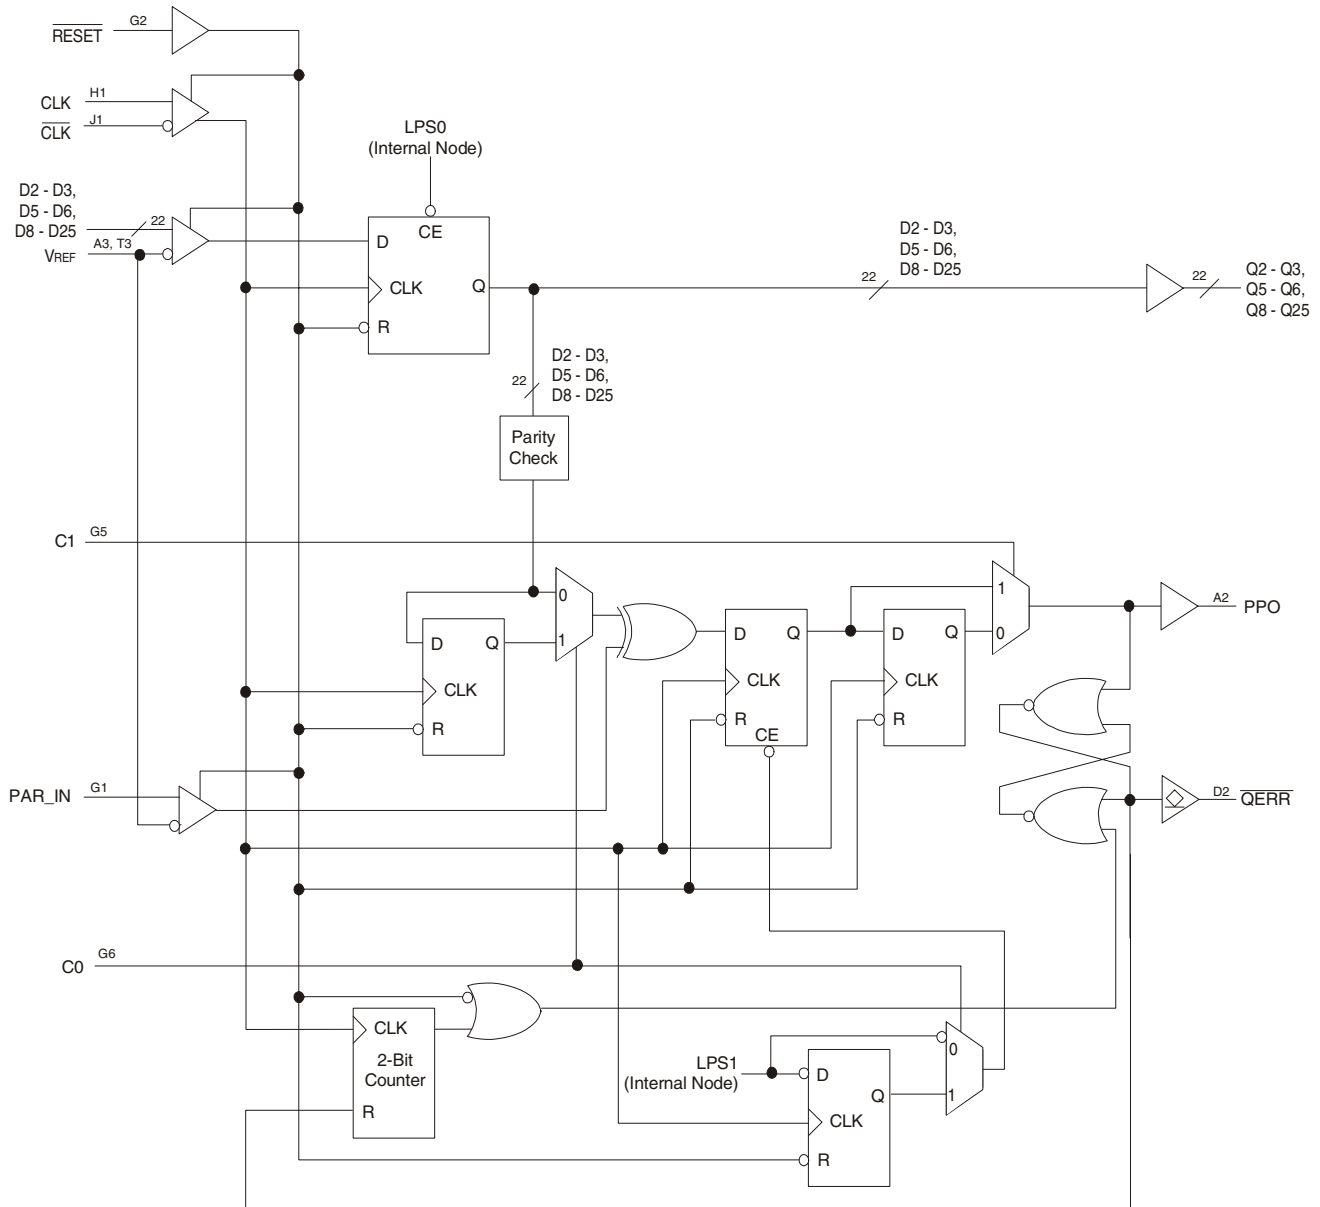 RESET
G2
CLK
H1
CLK
J1
LPS0
(Internal Node)
D2 - D3,
D5 - D6,
D8 - D25
22
VREF
A3, T3
CE
D
CLK
Q
R
D2 - D3,
D5 - D6,
D8 - D25
22
22
Q2 - Q3,
Q5 - Q6,
Q8 - Q25
D2 - D3,
D5 - D6,
D8 - D25
22
Parity
Check
C1
G5
0
1
D
Q
CLK
R
D
Q
CLK
R
CE
D
Q
CLK
R
1
0
A2
PPO
PAR_IN
G1
D2
QERR
C0
G6
CLK
2-Bit
Counter
R
LPS1
(Internal Node)
D
Q
CLK
R
0
1